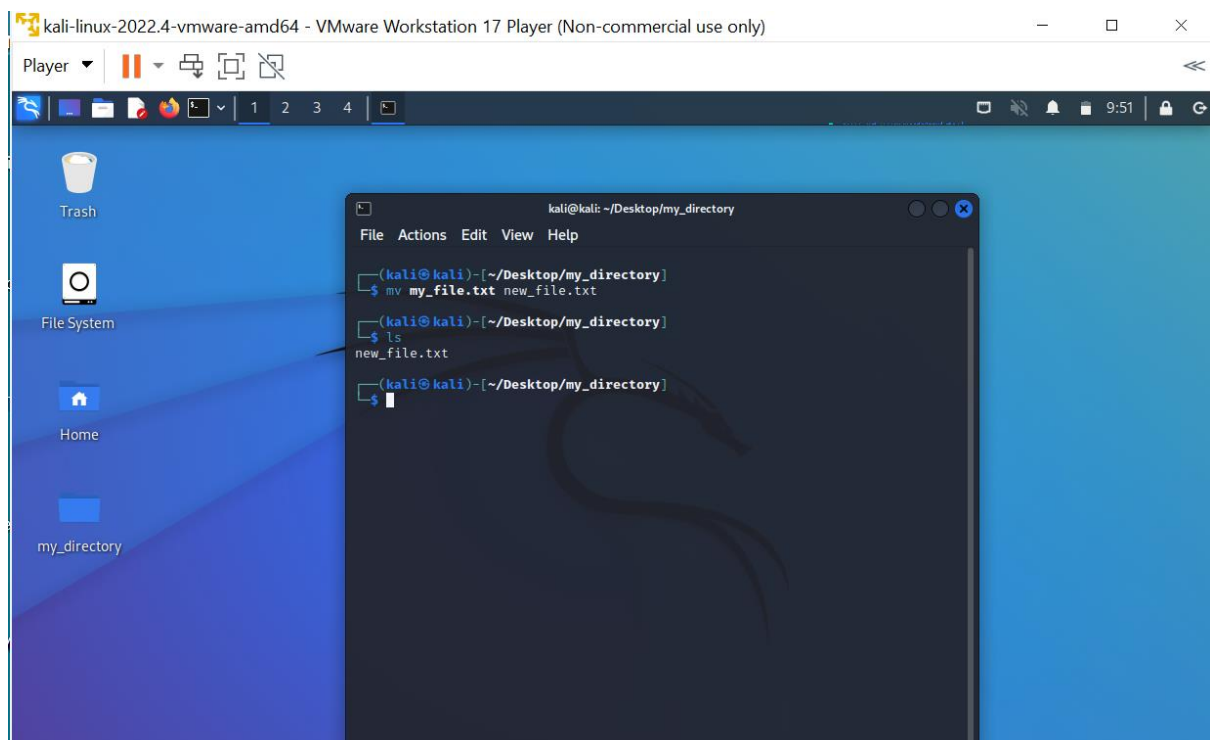 kali-linux-2022.4-vmware-amd64 - VMware Workstation 17 Player (Non-commercial use only)
Player
1 2 3 4
9:51
Trash
File System
Home
my_directory
kali@kali: ~/Desktop/my_directory
File Actions Edit View Help
┌──(kali㉿kali)-[~/Desktop/my_directory]
└─$ mv my_file.txt new_file.txt
┌──(kali㉿kali)-[~/Desktop/my_directory]
└─$ ls
new_file.txt
┌──(kali㉿kali)-[~/Desktop/my_directory]
└─$